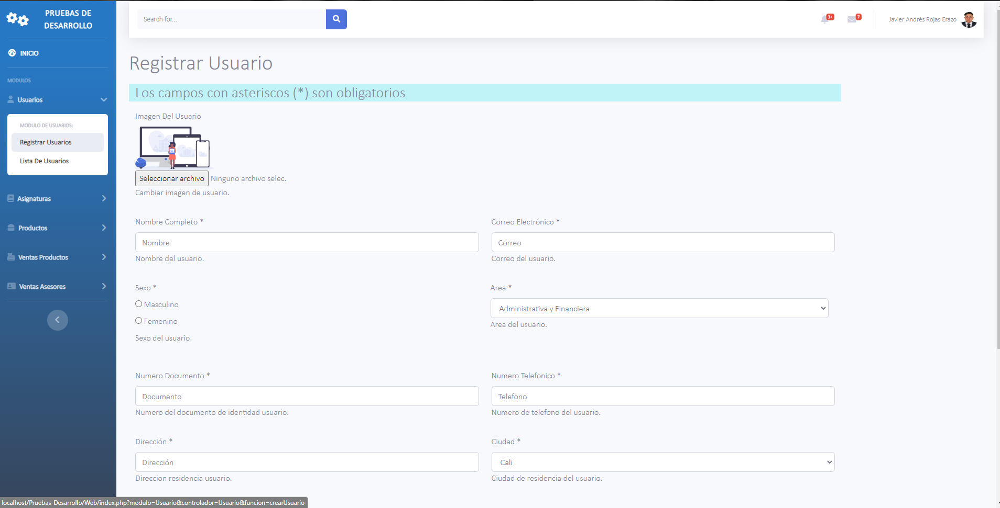 PRUEBAS DE
DESARROLLO
INICIO
MODULOS
Usuarios
MODULO DE USUARIOS:
Registrar Usuarios
Lista De Usuarios
Asignaturas
Productos
Ventas Productos
Ventas Asesores
Search for...
3+
7
Javier Andrés Rojas Erazo
Registrar Usuario
Los campos con asteriscos (*) son obligatorios
Imagen Del Usuario
Seleccionar archivo Ninguno archivo selec.
Cambiar imagen de usuario.
Nombre Completo *
Nombre
Nombre del usuario.
Correo Electrónico *
Correo
Correo del usuario.
Sexo *
Masculino
Femenino
Sexo del usuario.
Area *
Administrativa y Financiera
Area del usuario.
Numero Documento *
Documento
Numero del documento de identidad usuario.
Numero Telefonico *
Telefono
Numero de telefono del usuario.
Dirección *
Dirección
Direccion residencia usuario.
Ciudad *
Cali
Ciudad de residencia del usuario.
localhost/Pruebas-Desarrollo/Web/index.php?modulo=Usuario&controlador=Usuario&funcion=crearUsuario